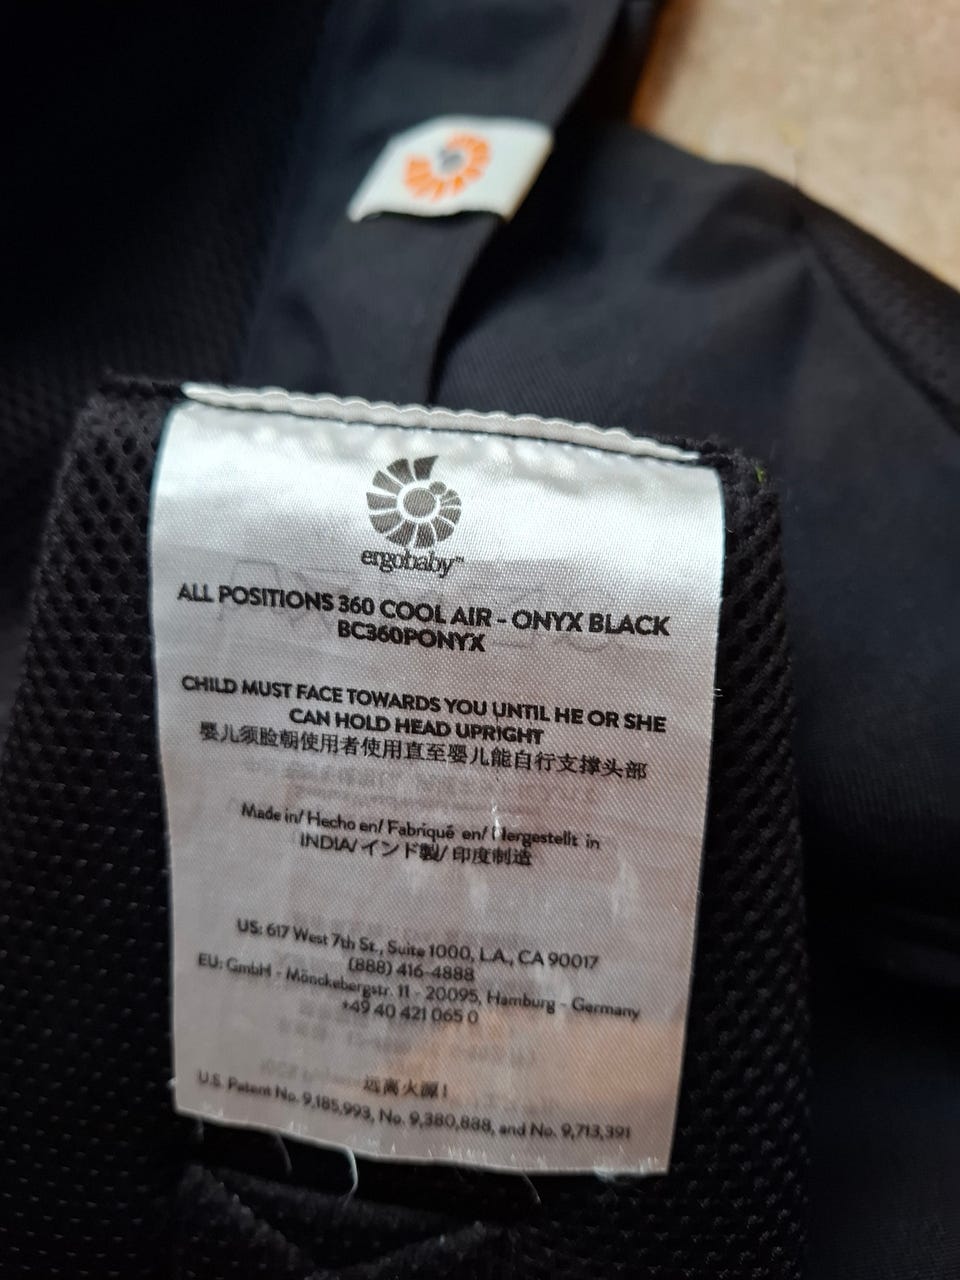 ergobaby™
ALL POSITIONS 360 COOL AIR - ONYX BLACK
BC360PONYX
CHILD MUST FACE TOWARDS YOU UNTIL HE OR SHE
CAN HOLD HEAD UPRIGHT
婴儿须脸朝使用者使用直至婴儿能自行支撑头部
Made in/ Hecho en/ Fabriqué en/ Hergestellt in
INDIA/インド製/ 印度制造
US: 617 West 7th St., Suite 1000, L.A., CA 90017
(888) 416-4888
EU: GmbH - Mönckebergstr. 11 - 20095, Hamburg - Germany
+49 40 421 065 0
远离火源!
U.S. Patent No. 9,185,993, No. 9,380,888, and No. 9,713,391